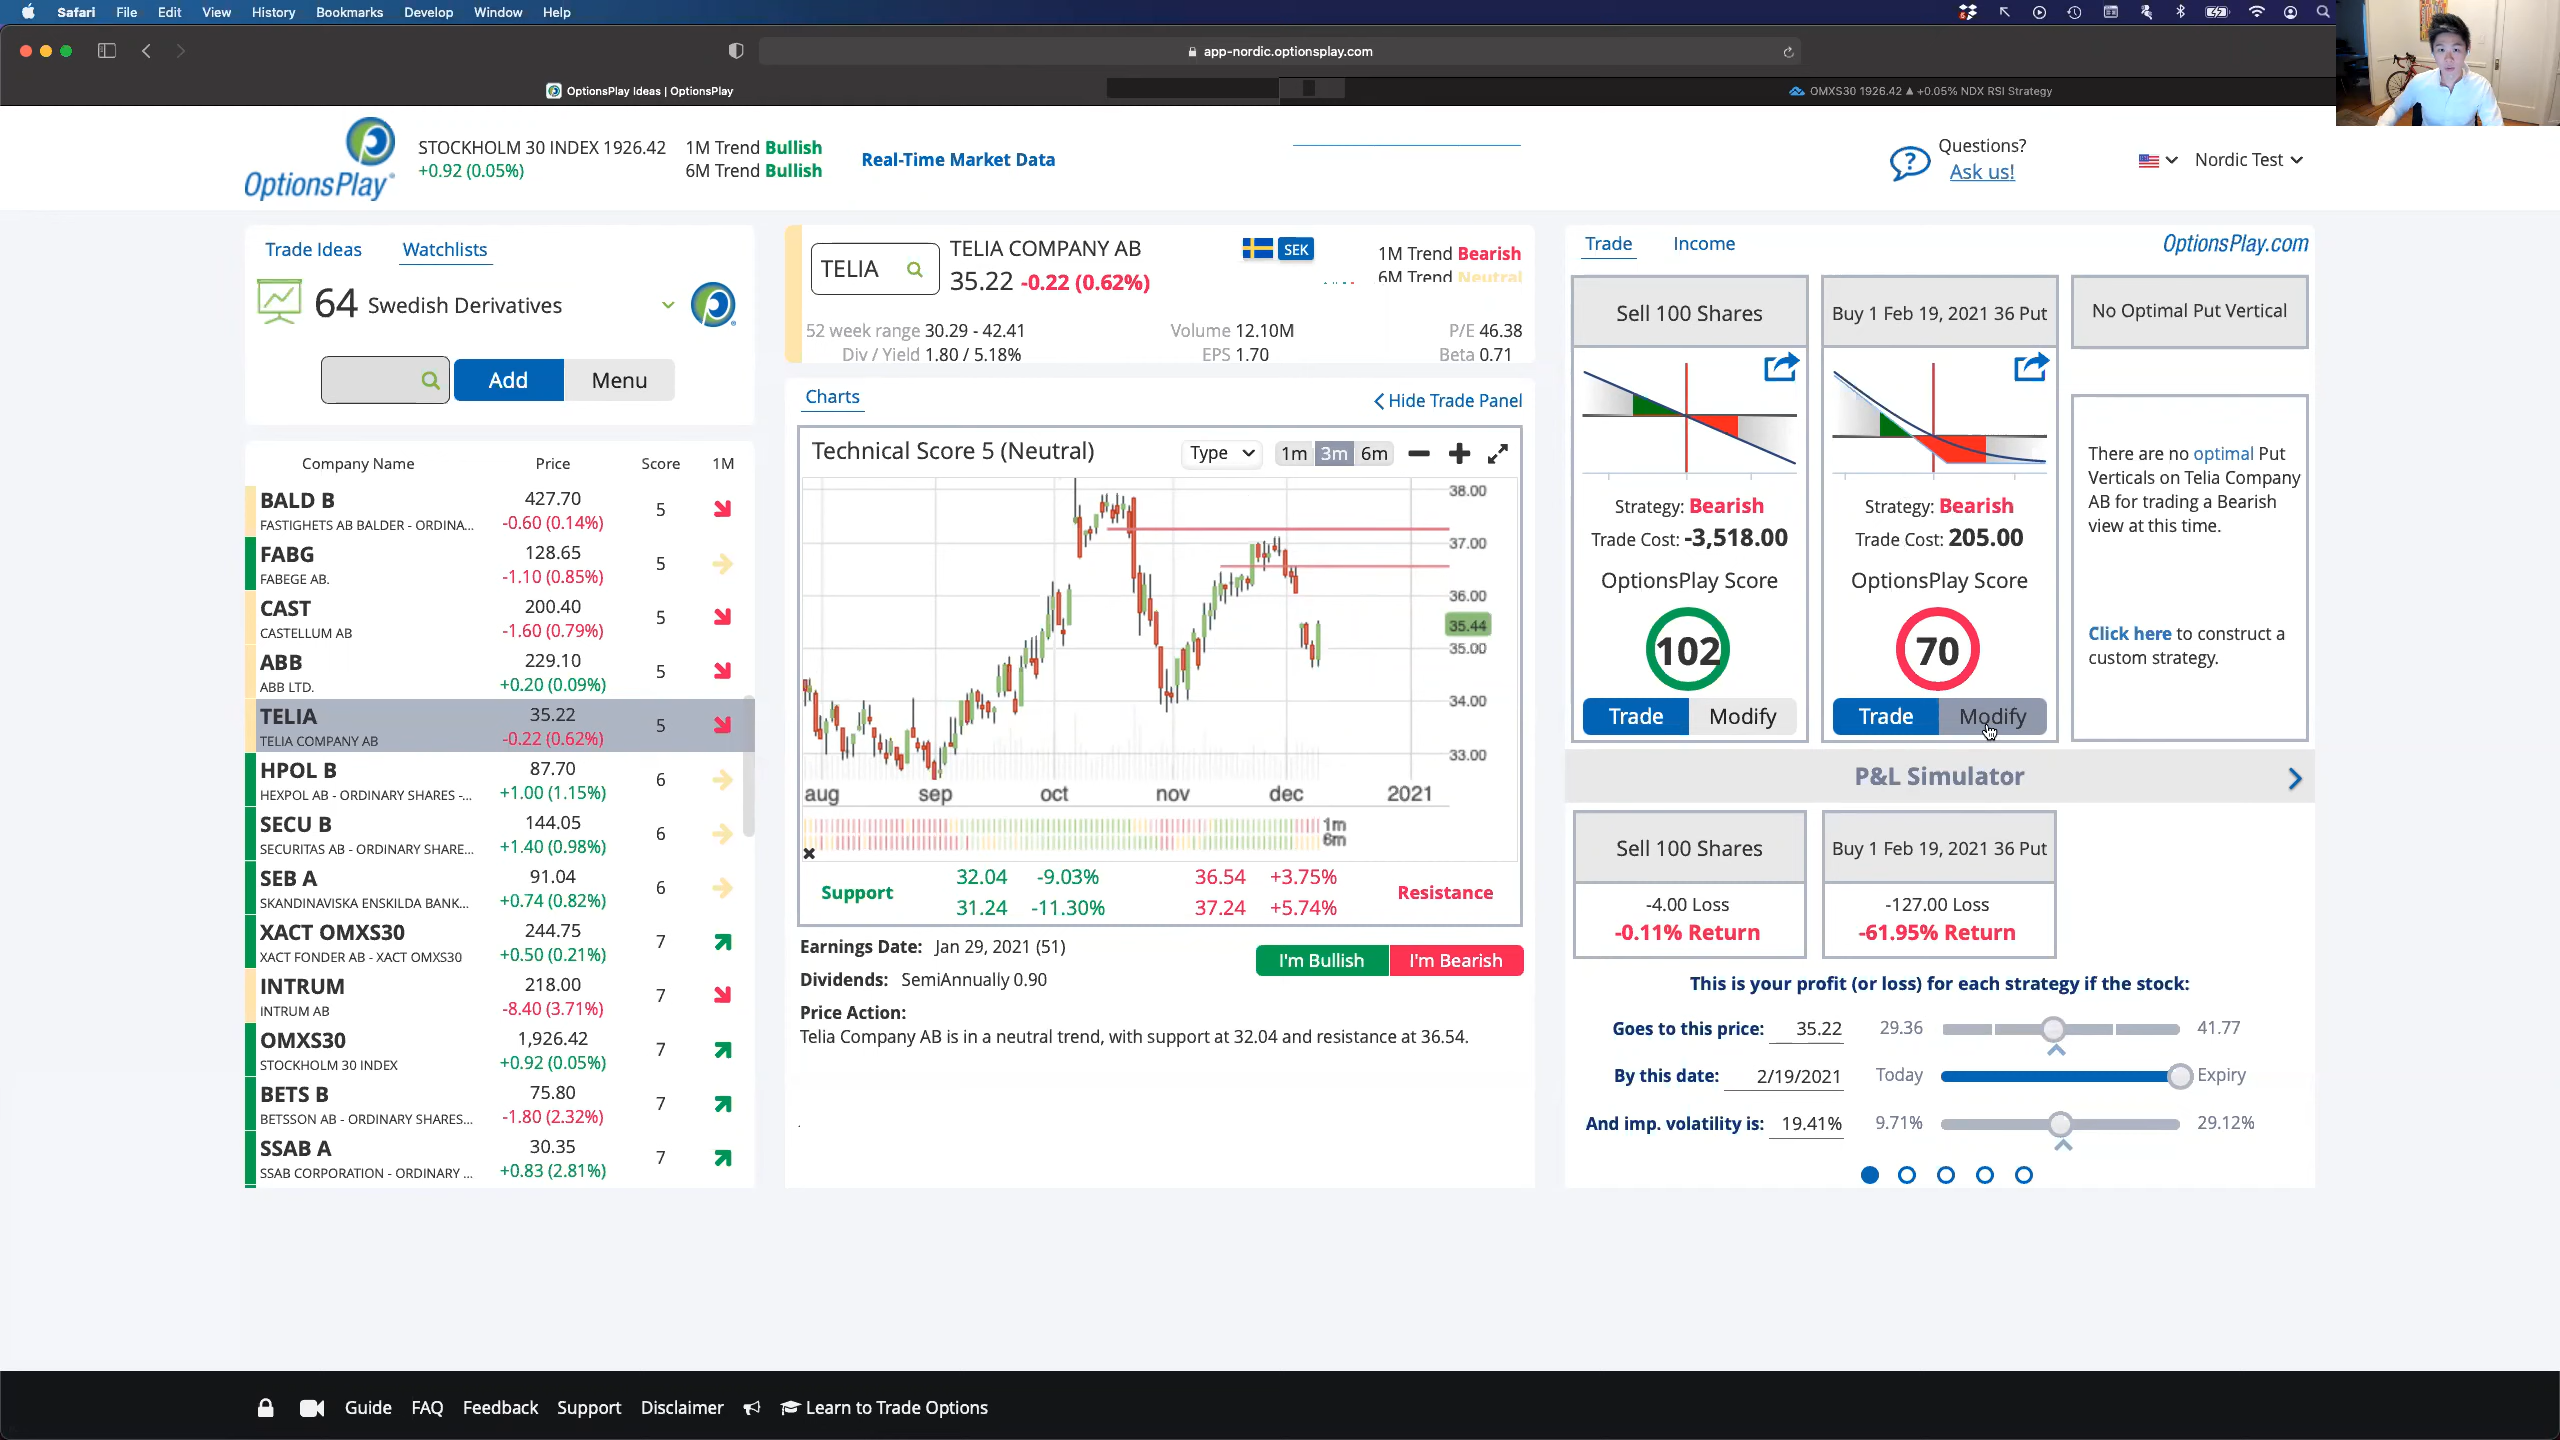 Safari File Edit View History Bookmarks Develop Window Help
app-nordic.optionsplay.com
OptionsPlay Ideas | OptionsPlay
OMXS30 1926.42 ▲ +0.05% NDX RSI Strategy
OptionsPlay
STOCKHOLM 30 INDEX 1926.42
+0.92 (0.05%)
1M Trend Bullish
6M Trend Bullish
Real-Time Market Data
Questions?
Ask us!
Nordic Test
Trade Ideas Watchlists
64 Swedish Derivatives
Add Menu
Company Name Price Score 1M
BALD B 427.70 5
FASTIGHETS AB BALDER - ORDINA... -0.60 (0.14%)
FABG 128.65 5
FABEGE AB. -1.10 (0.85%)
CAST 200.40 5
CASTELLUM AB -1.60 (0.79%)
ABB 229.10 5
ABB LTD. +0.20 (0.09%)
TELIA 35.22 5
TELIA COMPANY AB -0.22 (0.62%)
HPOL B 87.70 6
HEXPOL AB - ORDINARY SHARES -... +1.00 (1.15%)
SECU B 144.05 6
SECURITAS AB - ORDINARY SHARE... +1.40 (0.98%)
SEB A 91.04 6
SKANDINAVISKA ENSKILDA BANK... +0.74 (0.82%)
XACT OMXS30 244.75 7
XACT FONDER AB - XACT OMXS30 +0.50 (0.21%)
INTRUM 218.00 7
INTRUM AB -8.40 (3.71%)
OMXS30 1,926.42 7
STOCKHOLM 30 INDEX +0.92 (0.05%)
BETS B 75.80 7
BETSSON AB - ORDINARY SHARES... -1.80 (2.32%)
SSAB A 30.35 7
SSAB CORPORATION - ORDINARY ... +0.83 (2.81%)
TELIA
TELIA COMPANY AB
35.22 -0.22 (0.62%)
SEK
1M Trend Bearish
6M Trend Neutral
52 week range 30.29 - 42.41 Volume 12.10M P/E 46.38
Div / Yield 1.80 / 5.18% EPS 1.70 Beta 0.71
Charts
Hide Trade Panel
Technical Score 5 (Neutral)
Type 1m 3m 6m
38.00
37.00
36.00
35.44
35.00
34.00
33.00
aug sep oct nov dec 2021
1m
6m
Support 32.04 -9.03% 36.54 +3.75% Resistance
31.24 -11.30% 37.24 +5.74%
Earnings Date: Jan 29, 2021 (51)
I'm Bullish I'm Bearish
Dividends: SemiAnnually 0.90
Price Action:
Telia Company AB is in a neutral trend, with support at 32.04 and resistance at 36.54.
Trade Income
OptionsPlay.com
Sell 100 Shares
Strategy: Bearish
Trade Cost: -3,518.00
OptionsPlay Score
102
Trade Modify
Buy 1 Feb 19, 2021 36 Put
Strategy: Bearish
Trade Cost: 205.00
OptionsPlay Score
70
Trade Modify
No Optimal Put Vertical
There are no optimal Put
Verticals on Telia Company
AB for trading a Bearish
view at this time.
Click here to construct a
custom strategy.
P&L Simulator
Sell 100 Shares
-4.00 Loss
-0.11% Return
Buy 1 Feb 19, 2021 36 Put
-127.00 Loss
-61.95% Return
This is your profit (or loss) for each strategy if the stock:
Goes to this price: 35.22 29.36 41.77
By this date: 2/19/2021 Today Expiry
And imp. volatility is: 19.41% 9.71% 29.12%
Guide FAQ Feedback Support Disclaimer Learn to Trade Options